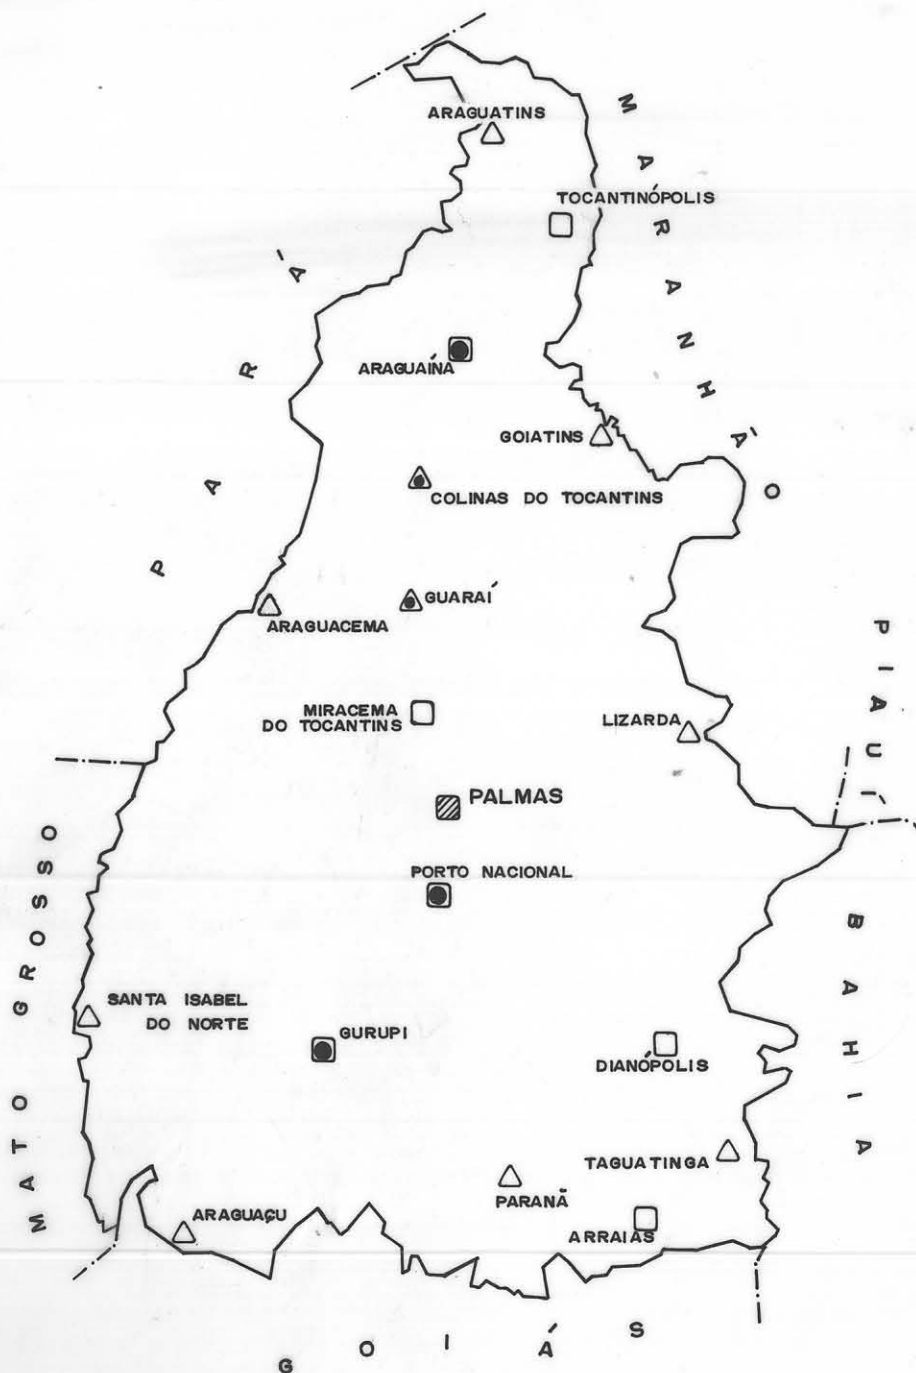 MARANHÃO
ARAGUATINS
TOCANTINÓPOLIS
PARÁ
ARAGUAÍNA
GOIATINS
COLINAS DO TOCANTINS
GUARAÍ
ARAGUACEMA
PIAUÍ
MIRACEMA
DO TOCANTINS
LIZARDA
PALMAS
MATO GROSSO
PORTO NACIONAL
BAHIA
SANTA ISABEL
DO NORTE
GURUPI
DIANÓPOLIS
TAGUATINGA
PARANÃ
ARAGUAÇU
ARRAIAS
GOIÁS